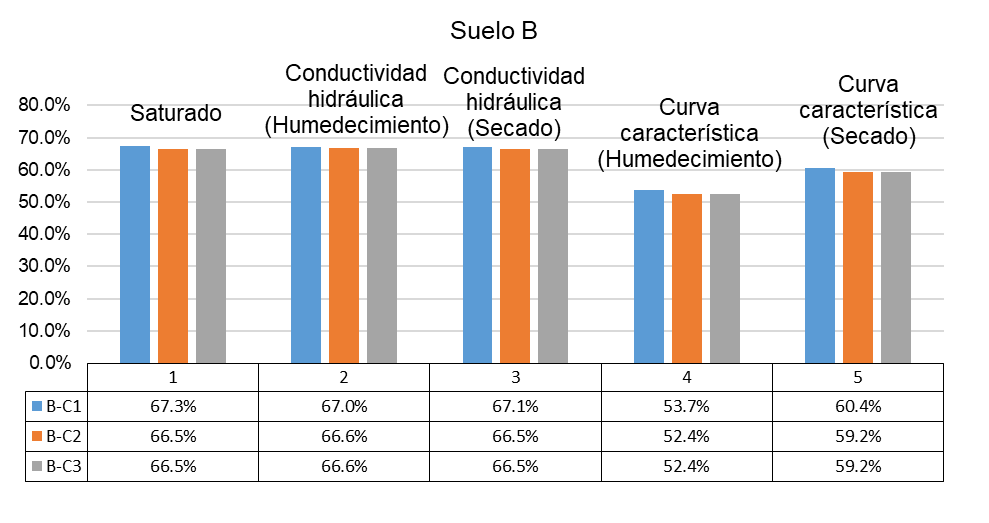 Suelo B
Saturado
Conductividad
hidráulica
(Humedecimiento)
Conductividad
hidráulica
(Secado)
Curva
característica
(Humedecimiento)
Curva
característica
(Secado)
80.0%
70.0%
60.0%
50.0%
40.0%
30.0%
20.0%
10.0%
0.0%
1 2 3 4 5
B-C1 67.3% 67.0% 67.1% 53.7% 60.4%
B-C2 66.5% 66.6% 66.5% 52.4% 59.2%
B-C3 66.5% 66.6% 66.5% 52.4% 59.2%